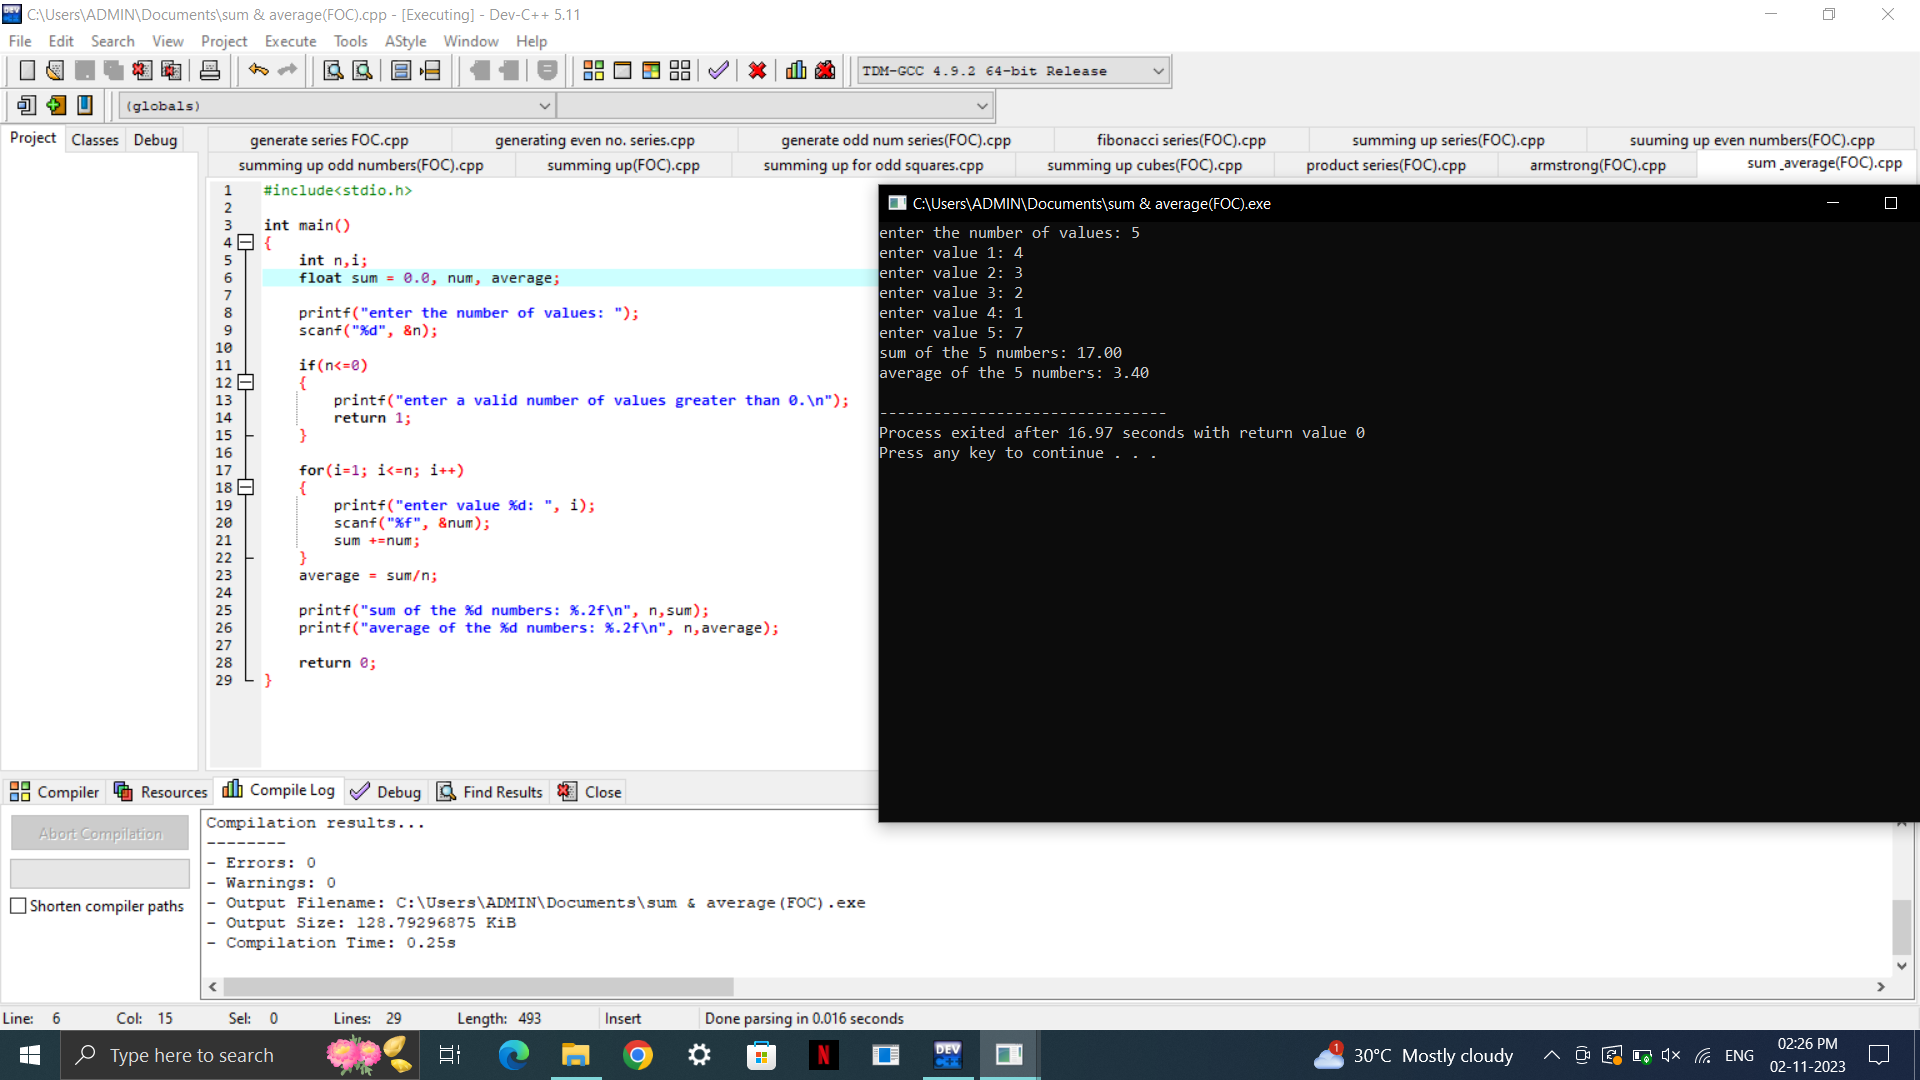 C:\Users\ADMIN\Documents\sum & average(FOC).cpp - [Executing] - Dev-C++ 5.11
File Edit Search View Project Execute Tools AStyle Window Help
TDM-GCC 4.9.2 64-bit Release
(globals)
Project Classes Debug
generate series FOC.cpp generating even no. series.cpp generate odd num series(FOC).cpp fibonacci series(FOC).cpp summing up series(FOC).cpp suuming up even numbers(FOC).cpp
summing up odd numbers(FOC).cpp summing up(FOC).cpp summing up for odd squares.cpp summing up cubes(FOC).cpp product series(FOC).cpp armstrong(FOC).cpp sum _average(FOC).cpp
1 #include<stdio.h>
2
3 int main()
4 {
5 int n,i;
6 float sum = 0.0, num, average;
7
8 printf("enter the number of values: ");
9 scanf("%d", &n);
10
11 if(n<=0)
12 {
13 printf("enter a valid number of values greater than 0.\n");
14 return 1;
15 }
16
17 for(i=1; i<=n; i++)
18 {
19 printf("enter value %d: ", i);
20 scanf("%f", &num);
21 sum +=num;
22 }
23 average = sum/n;
24
25 printf("sum of the %d numbers: %.2f\n", n,sum);
26 printf("average of the %d numbers: %.2f\n", n,average);
27
28 return 0;
29 }
C:\Users\ADMIN\Documents\sum & average(FOC).exe
enter the number of values: 5
enter value 1: 4
enter value 2: 3
enter value 3: 2
enter value 4: 1
enter value 5: 7
sum of the 5 numbers: 17.00
average of the 5 numbers: 3.40
--------------------------------
Process exited after 16.97 seconds with return value 0
Press any key to continue . . .
Compiler Resources Compile Log Debug Find Results Close
Abort Compilation
Shorten compiler paths
Compilation results...
--------
- Errors: 0
- Warnings: 0
- Output Filename: C:\Users\ADMIN\Documents\sum & average(FOC).exe
- Output Size: 128.79296875 KiB
- Compilation Time: 0.25s
Line: 6 Col: 15 Sel: 0 Lines: 29 Length: 493 Insert Done parsing in 0.016 seconds
Type here to search
DEV C++
N
1
30°C Mostly cloudy
ENG
02:26 PM
02-11-2023